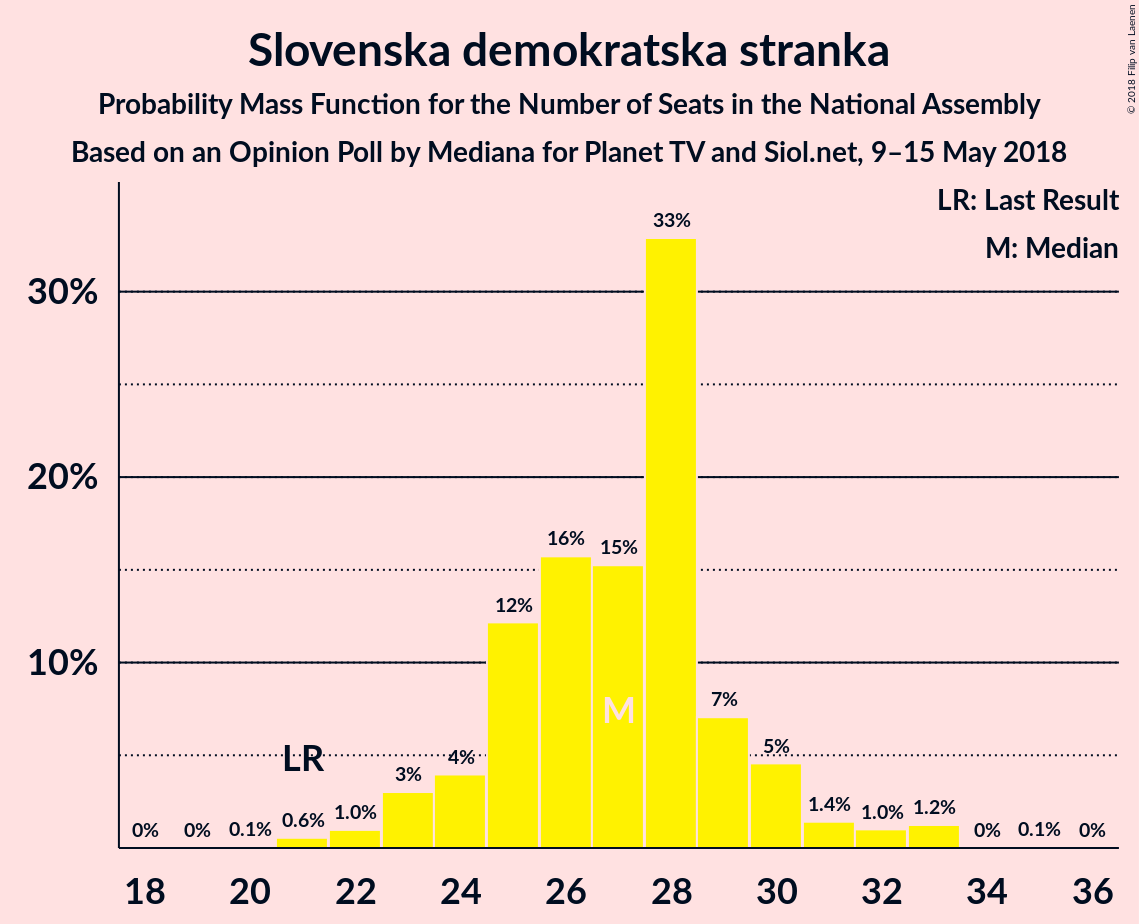 Slovenska demokratska stranka
Probability Mass Function for the Number of Seats in the National Assembly
Based on an Opinion Poll by Mediana for Planet TV and Siol.net, 9–15 May 2018
© 2018 Filip van Laenen
LR: Last Result
M: Median
30%
20%
10%
0%
0%
0.1%
0.6%
1.0%
3%
4%
12%
16%
15%
33%
7%
5%
1.4%
1.0%
1.2%
0%
0.1%
0%
LR
M
18 20 22 24 26 28 30 32 34 36